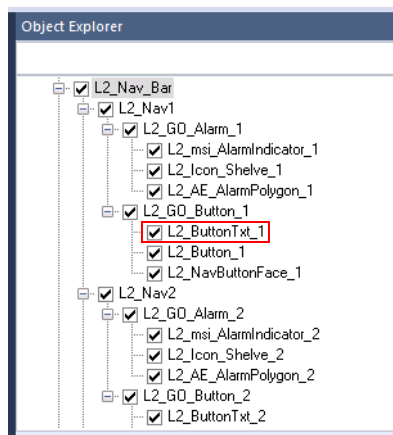 Object Explorer
L2_Nav_Bar
L2_Nav1
L2_GO_Alarm_1
L2_msi_AlarmIndicator_1
L2_Icon_Shelve_1
L2_AE_AlarmPolygon_1
L2_GO_Button_1
L2_ButtonTxt_1
L2_Button_1
L2_NavButtonFace_1
L2_Nav2
L2_GO_Alarm_2
L2_msi_AlarmIndicator_2
L2_Icon_Shelve_2
L2_AE_AlarmPolygon_2
L2_GO_Button_2
L2_ButtonTxt_2